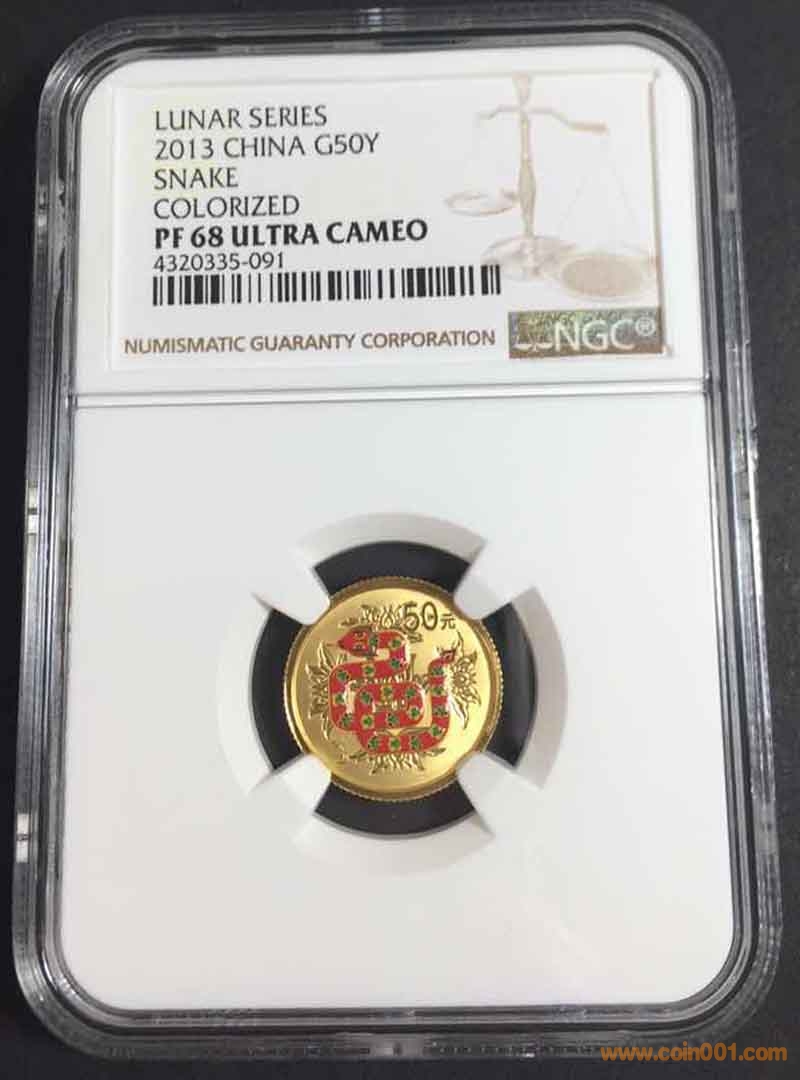 LUNAR SERIES
2013 CHINA G50Y
SNAKE
COLORIZED
PF 68 ULTRA CAMEO
4320335-091
NUMISMATIC GUARANTY CORPORATION
NGC®
50元
www.coin001.com